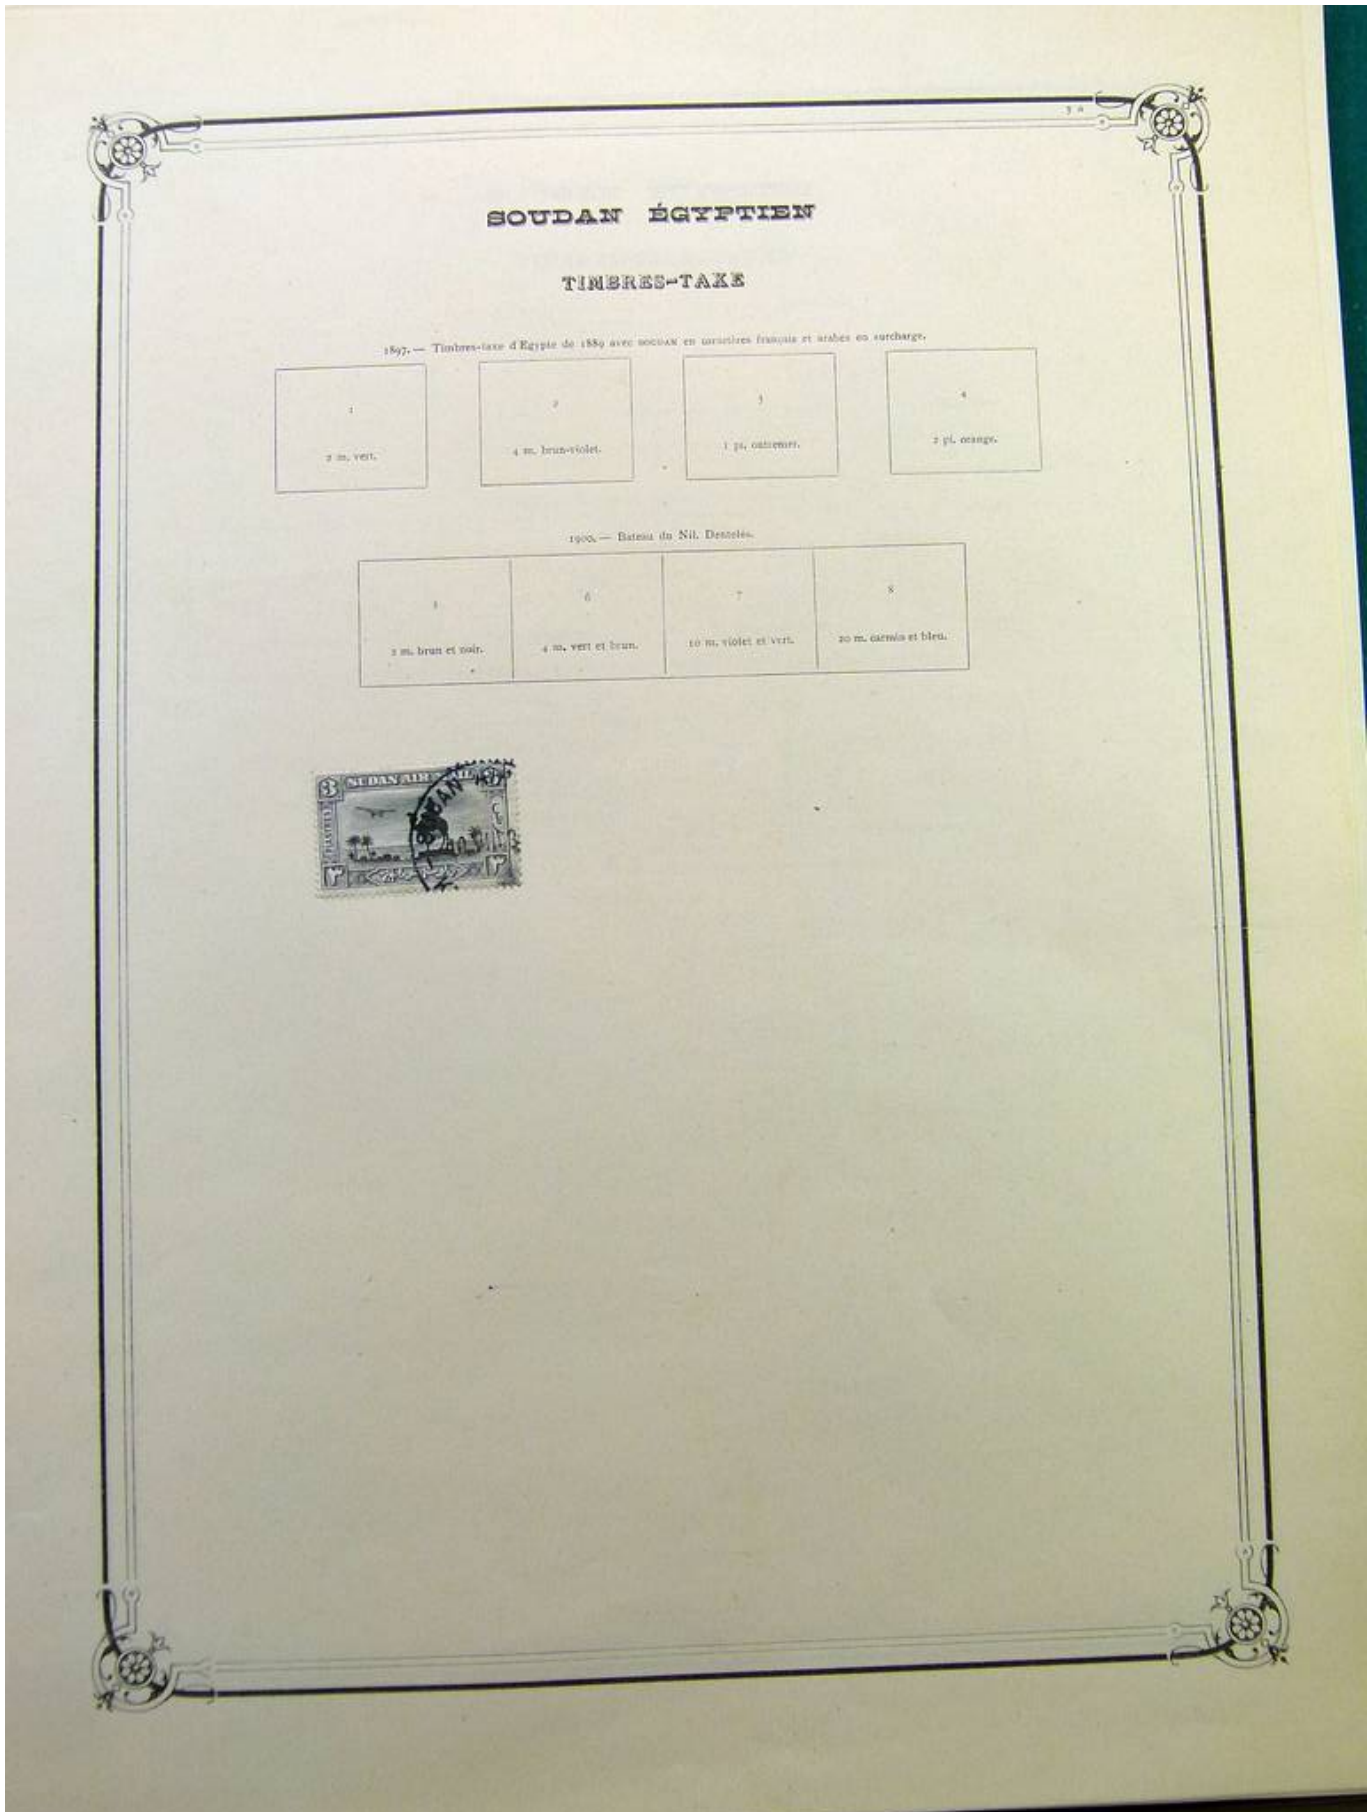 SOUDAN ÉGYPTIEN
TIMBRES-TAXE
1897. — Timbres-taxe d'Egypte de 1889 avec SOUDAN en caractères français et arabes en surcharge.
1
2 m. vert.
2
4 m. brun-violet.
3
1 pi. outremer.
4
2 pi. orange.
1900. — Bateau du Nil. Dentelés.
5
2 m. brun et noir.
6
4 m. vert et brun.
7
10 m. violet et vert.
8
20 m. carmin et bleu.
3
SUDAN AIR
PIASTRES
٣
٣